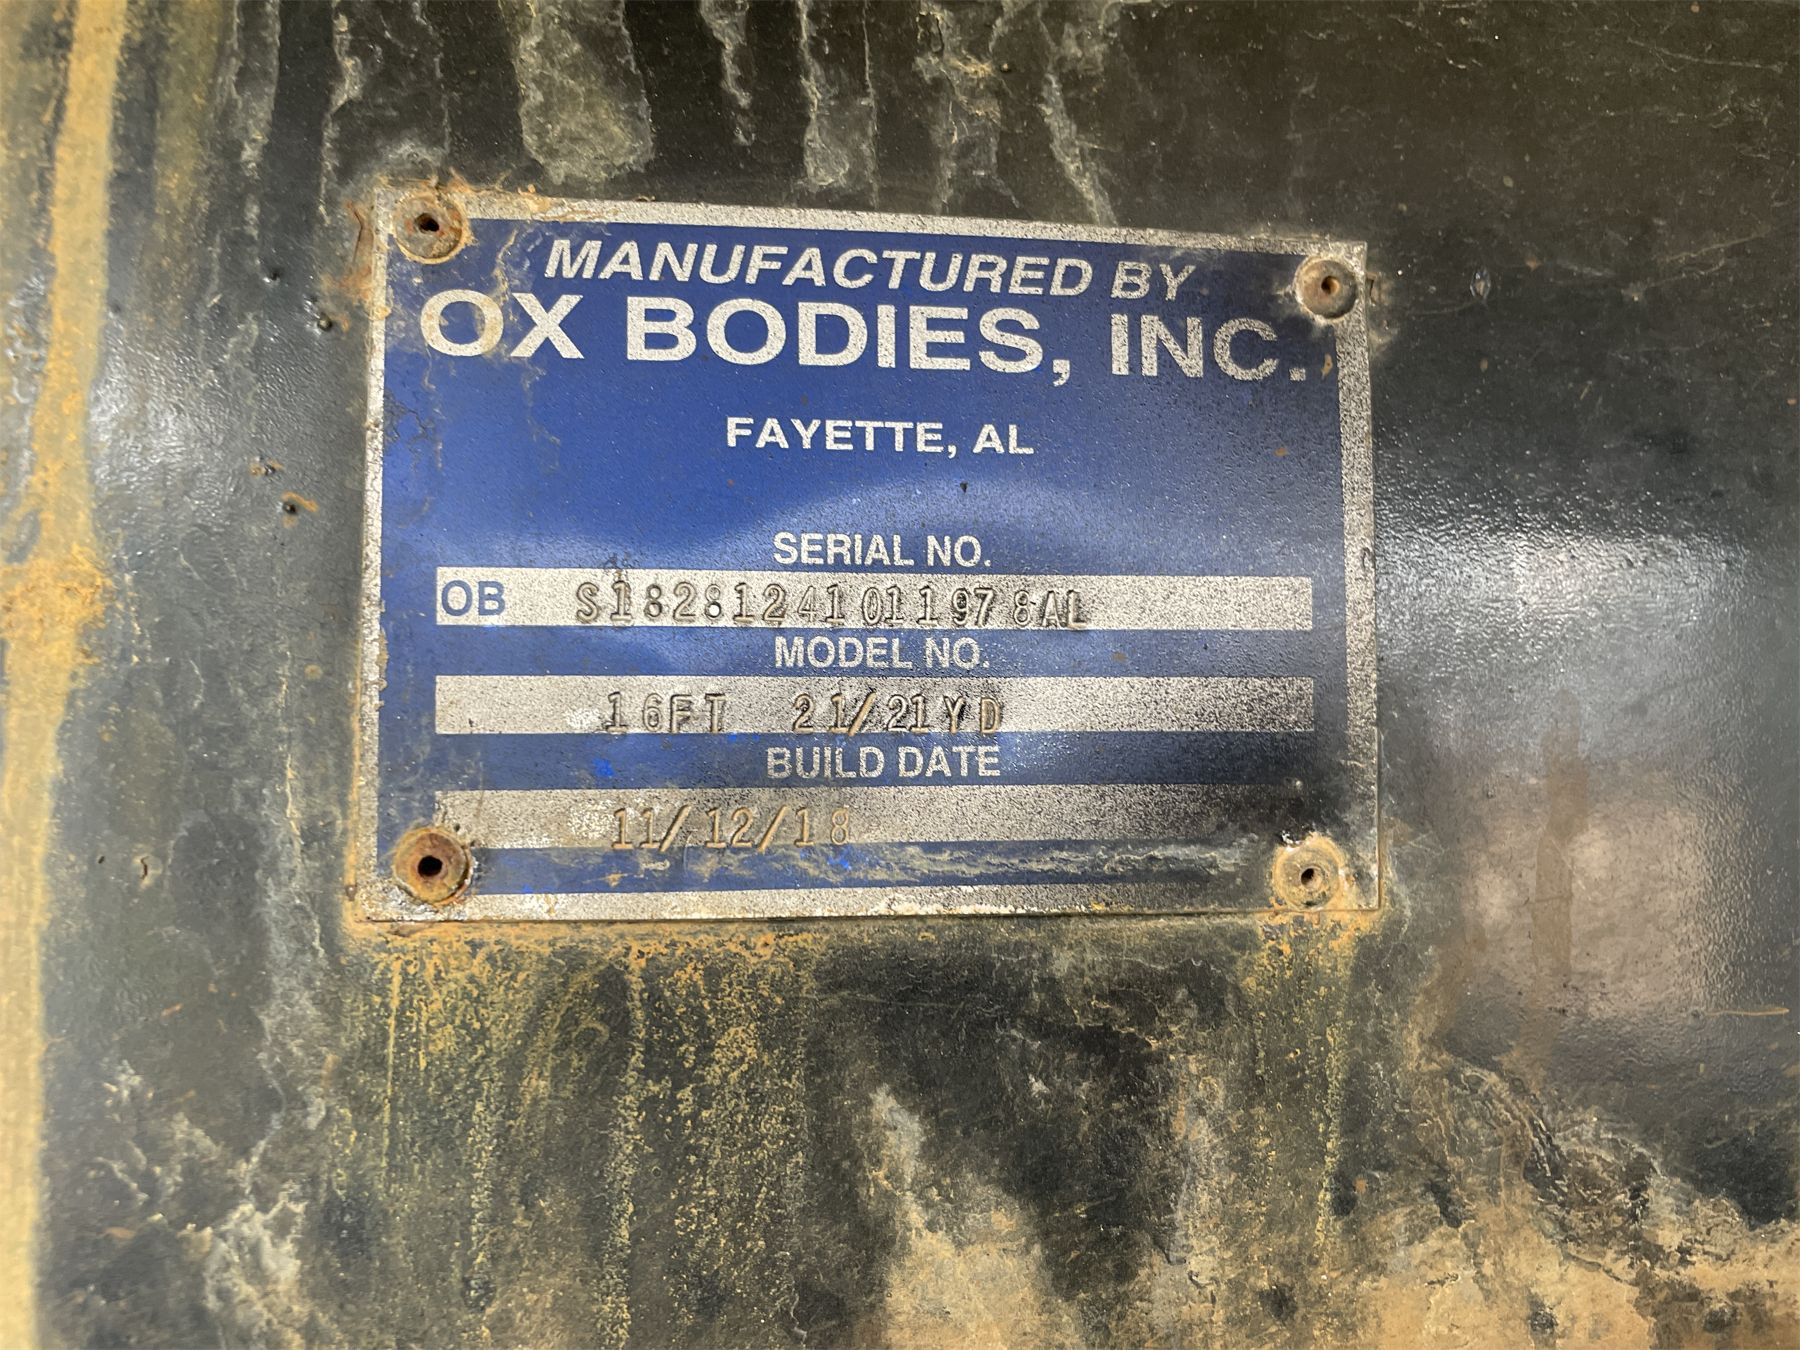 MANUFACTURED BY
OX BODIES, INC.
FAYETTE, AL
SERIAL NO.
OB S18281241011978AL
MODEL NO.
16FT 21/21YD
BUILD DATE
11/12/18